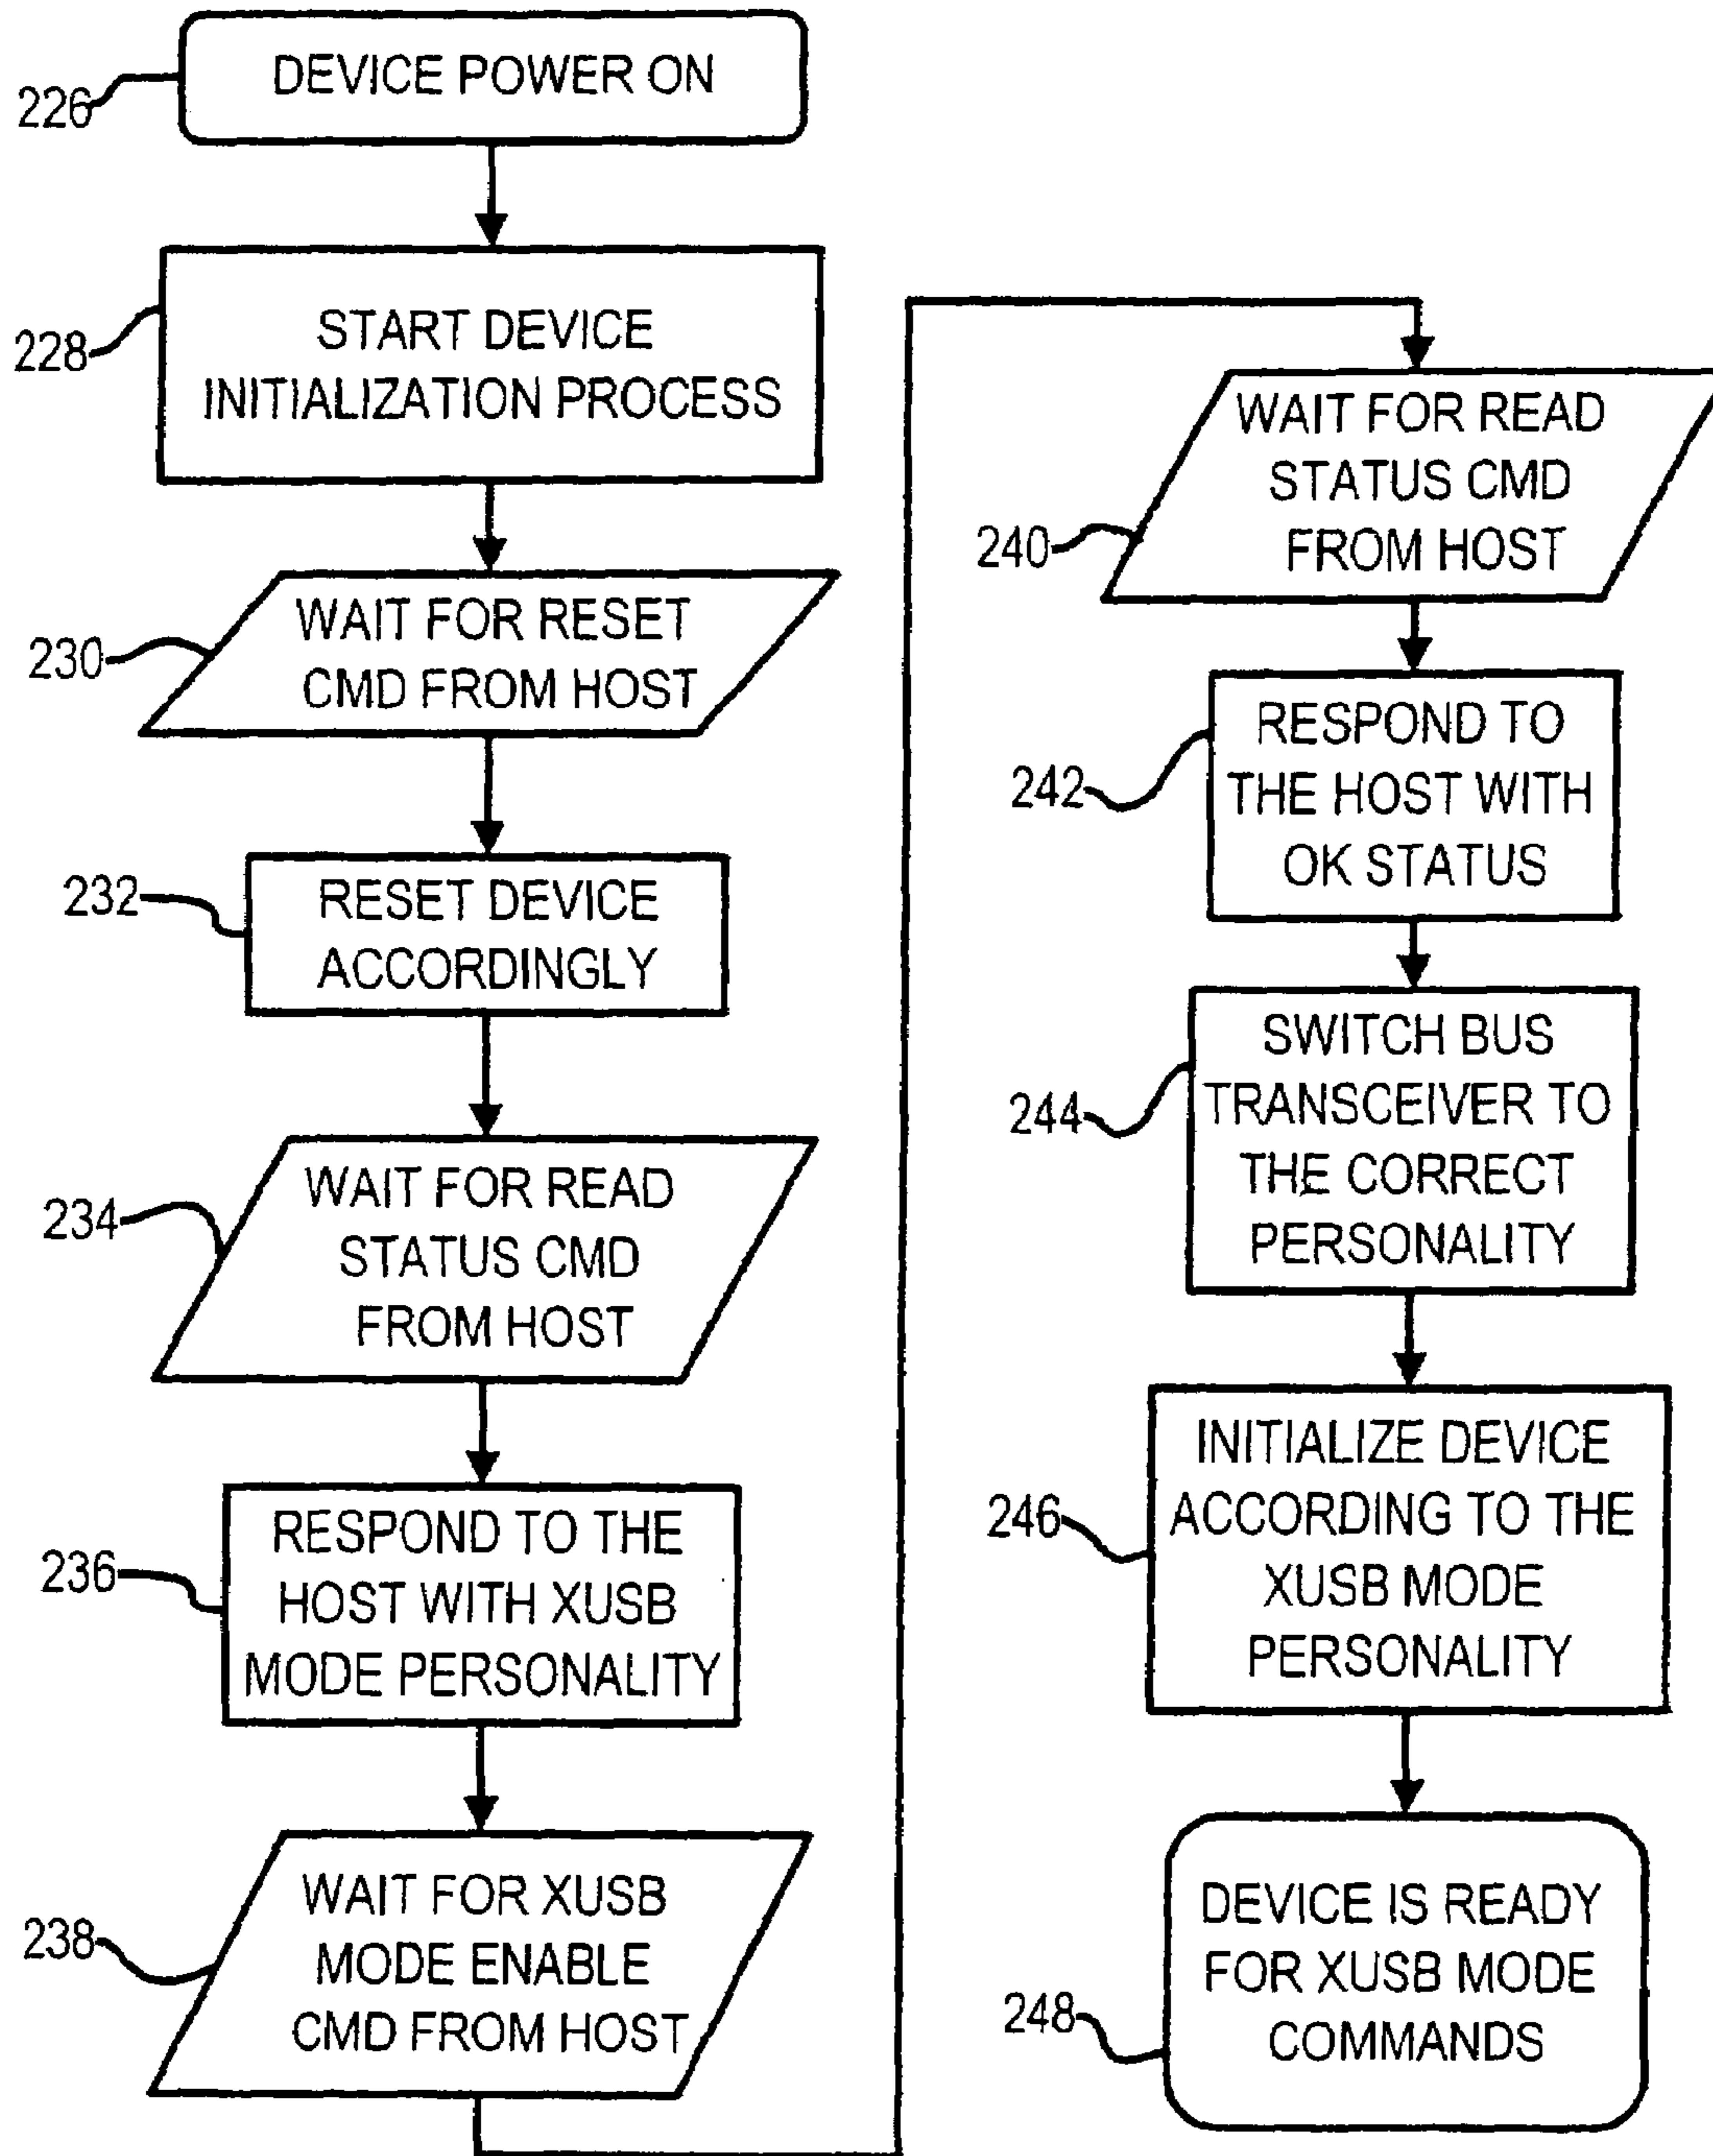 DEVICE POWER ON
226
START DEVICE
INITIALIZATION PROCESS
228
WAIT FOR RESET
CMD FROM HOST
230
RESET DEVICE
ACCORDINGLY
232
WAIT FOR READ
STATUS CMD
FROM HOST
234
RESPOND TO THE
HOST WITH XUSB
MODE PERSONALITY
236
WAIT FOR XUSB
MODE ENABLE
CMD FROM HOST
238
WAIT FOR READ
STATUS CMD
FROM HOST
240
RESPOND TO
THE HOST WITH
OK STATUS
242
SWITCH BUS
TRANSCEIVER TO
THE CORRECT
PERSONALITY
244
INITIALIZE DEVICE
ACCORDING TO THE
XUSB MODE
PERSONALITY
246
DEVICE IS READY
FOR XUSB MODE
COMMANDS
248